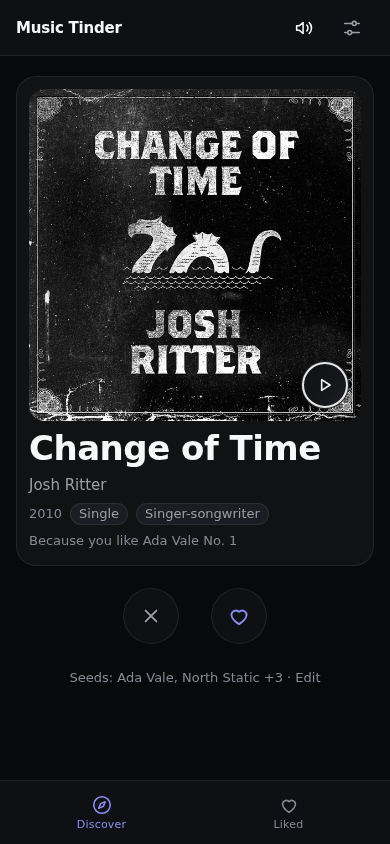 Music Tinder
CHANGE OF
TIME
JOSH
RITTER
Change of Time
Josh Ritter
2010 Single Singer-songwriter
Because you like Ada Vale No. 1
Seeds: Ada Vale, North Static +3 · Edit
Discover Liked